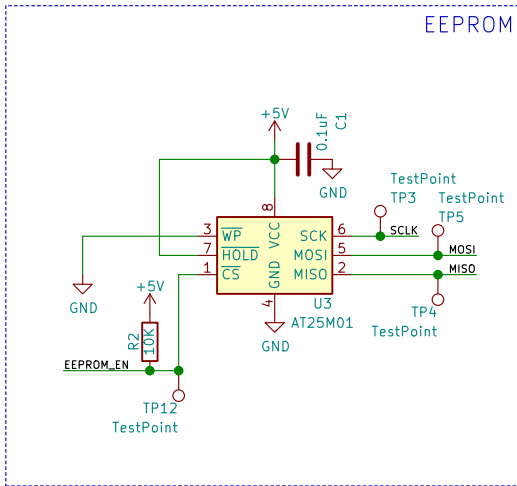 EEPROM
+5V
0.1uF
C1
GND
TestPoint
TP3
TestPoint
TP5
8
VCC
3
WP
SCK
6
SCLK
7
HOLD
MOSI
5
MOSI
1
CS
MISO
2
MISO
GND
4
GND
+5V
U3
AT25M01
TP4
TestPoint
R2
10K
GND
EEPROM_EN
TP12
TestPoint